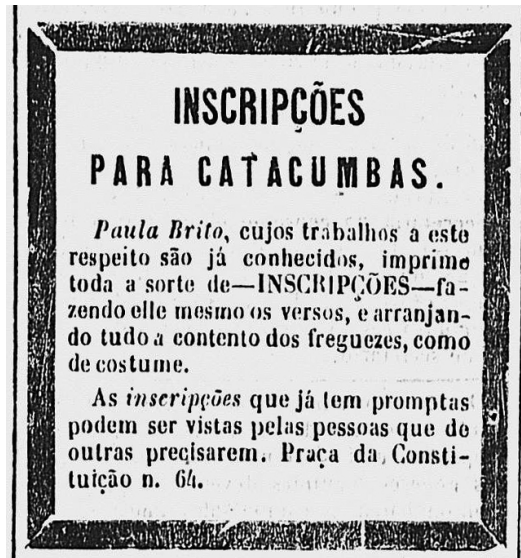 INSCRIPÇÕES
PARA CATACUMBAS.
Paula Brito, cujos trabalhos a este
respeito são já conhecidos, imprime
toda a sorte de—INSCRIPÇÕES—fa-
zendo elle mesmo os versos, e arranjan-
do tudo a contento dos freguezes, como
de costume.
As inscripções que já tem promptas
podem ser vistas pelas pessoas que de
outras precisarem. Praça da Consti-
tuição n. 64.